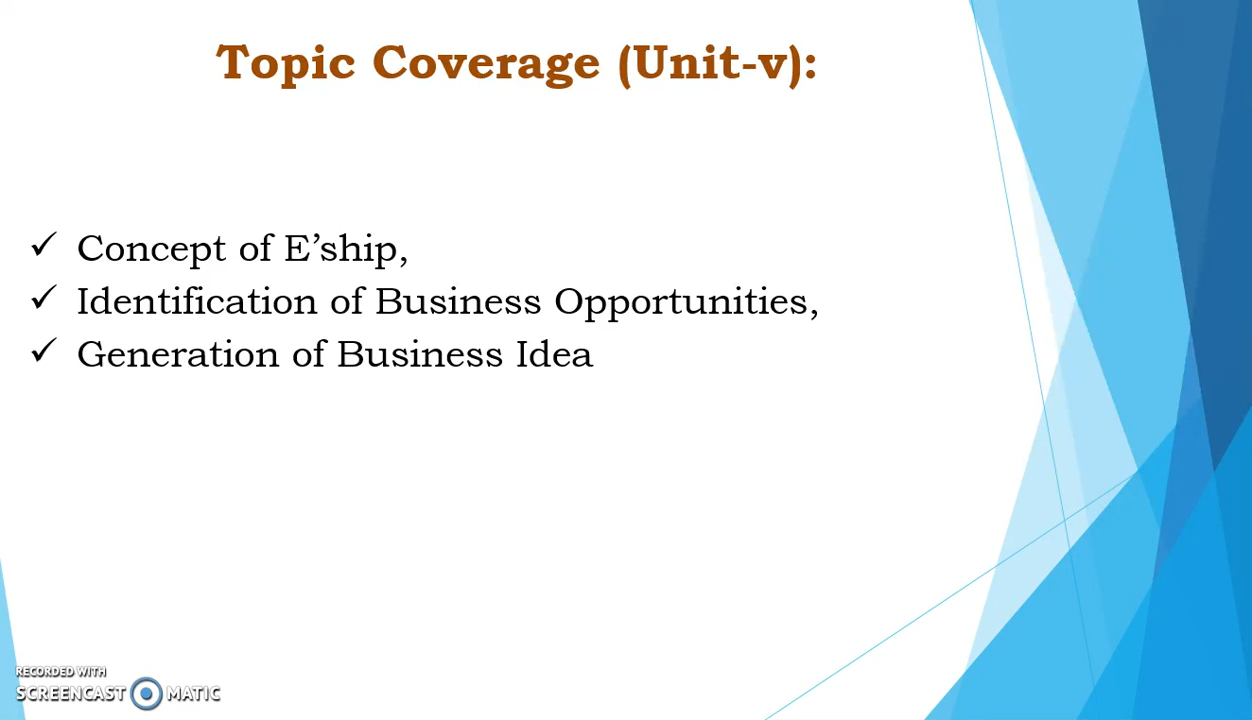 Topic Coverage (Unit-v):
✓ Concept of E’ship,
✓ Identification of Business Opportunities,
✓ Generation of Business Idea
RECORDED WITH
SCREENCAST MATIC